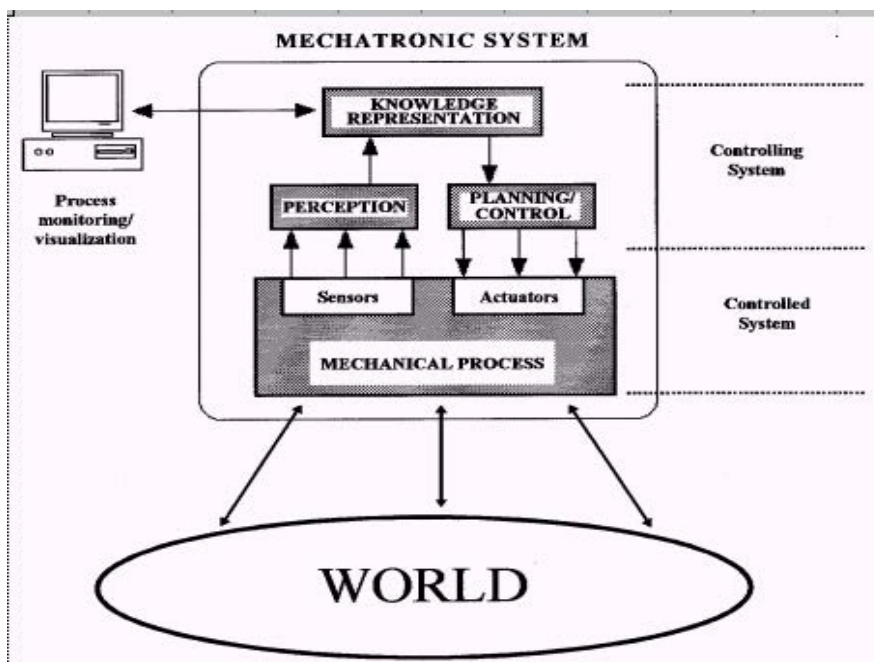 MECHATRONIC SYSTEM
KNOWLEDGE
REPRESENTATION
Process
monitoring/
visualization
PERCEPTION
PLANNING/
CONTROL
Controlling
System
Sensors
Actuators
MECHANICAL PROCESS
Controlled
System
WORLD